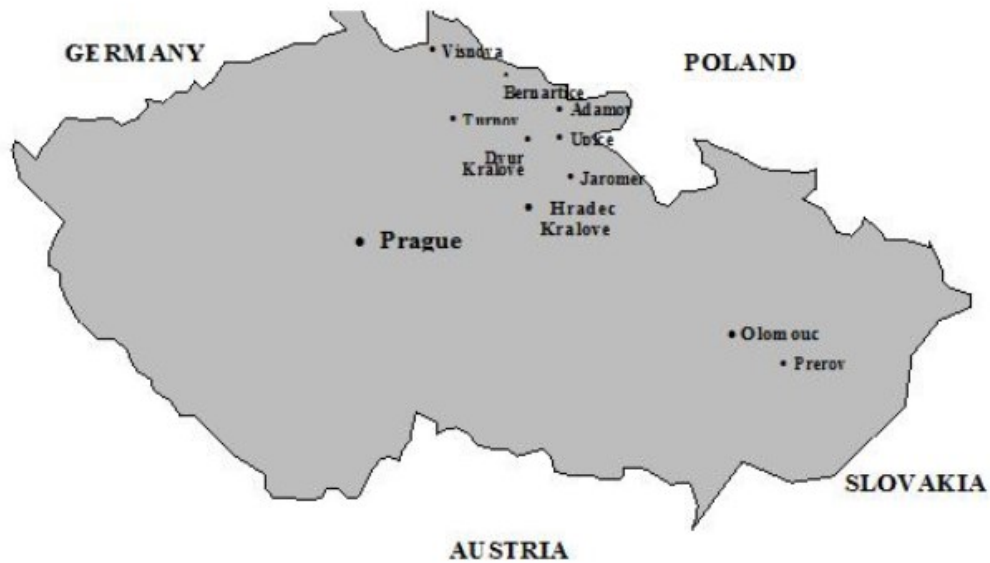 GERMANY
POLAND
Visnova
Bernartice
Adamov
Turnov
Upice
Dvur
Kralove
Jaromer
Hradec
Kralove
Prague
Olomouc
Prerov
SLOVAKIA
AUSTRIA